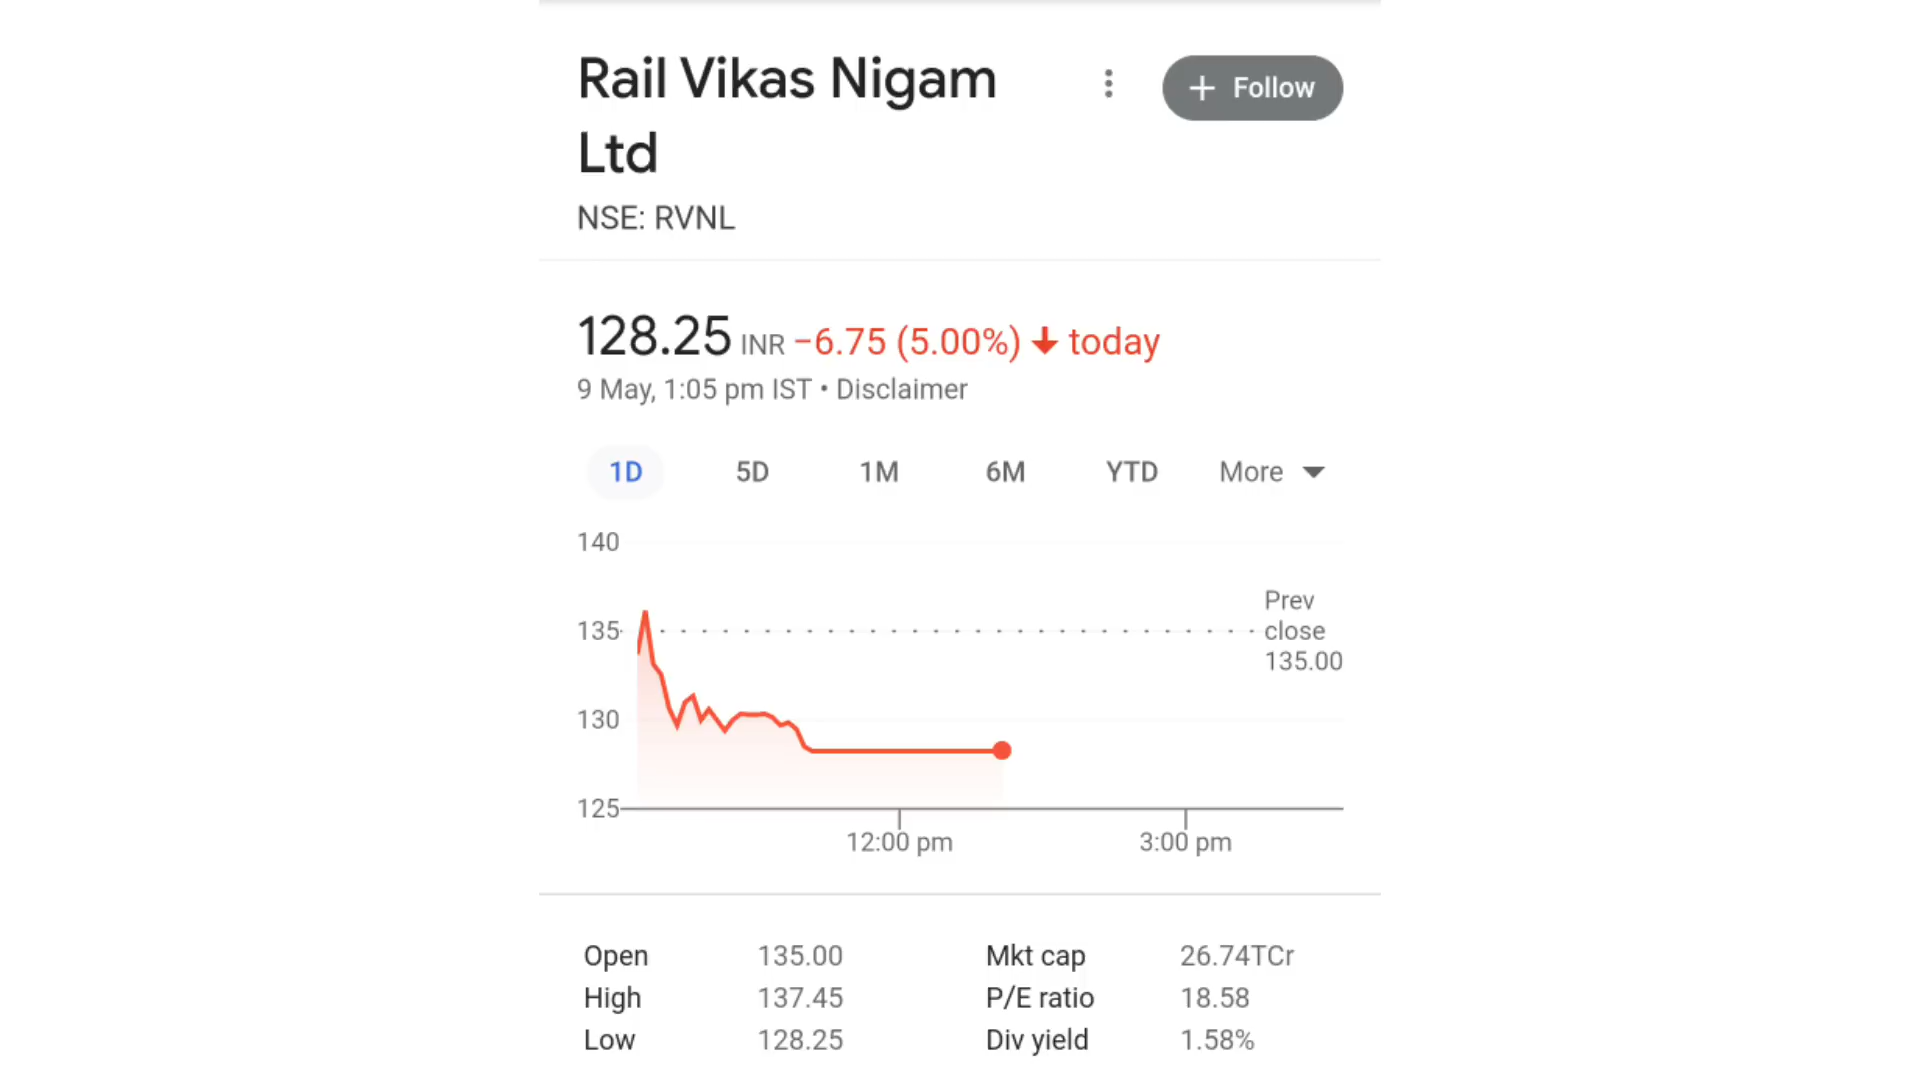 Rail Vikas Nigam
Ltd
+ Follow
NSE: RVNL
128.25 INR −6.75 (5.00%) ↓ today
9 May, 1:05 pm IST • Disclaimer
1D 5D 1M 6M YTD More
140
135
130
125
Prev
close
135.00
12:00 pm 3:00 pm
Open 135.00 Mkt cap 26.74TCr
High 137.45 P/E ratio 18.58
Low 128.25 Div yield 1.58%